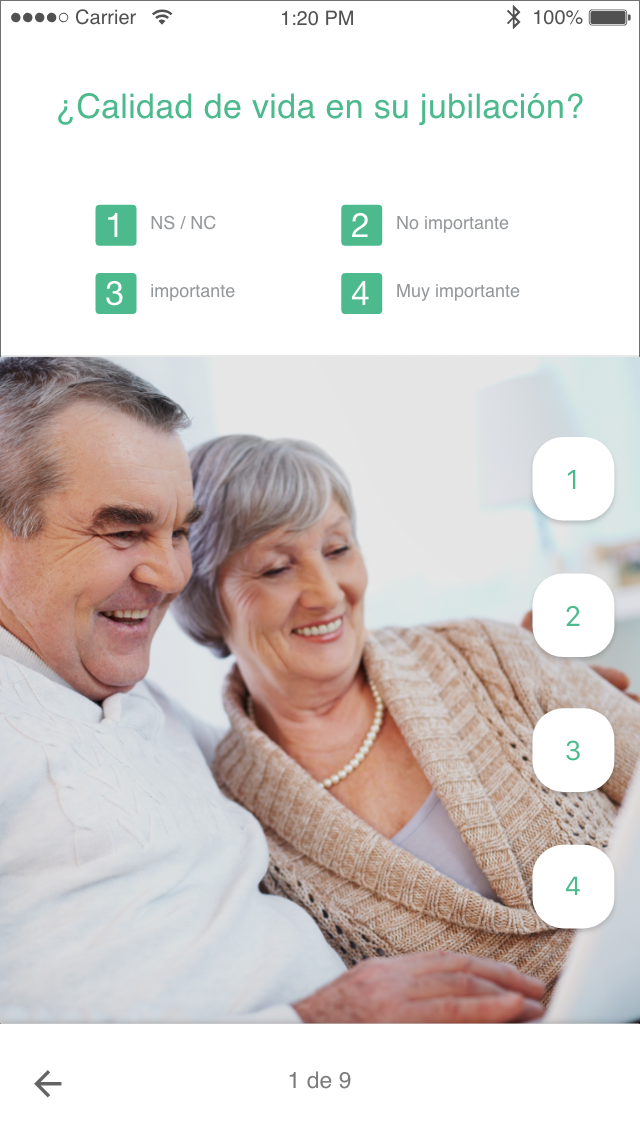 Carrier 1:20 PM 100%
¿Calidad de vida en su jubilación?
1 NS / NC 2 No importante
3 importante 4 Muy importante
1
2
3
4
1 de 9